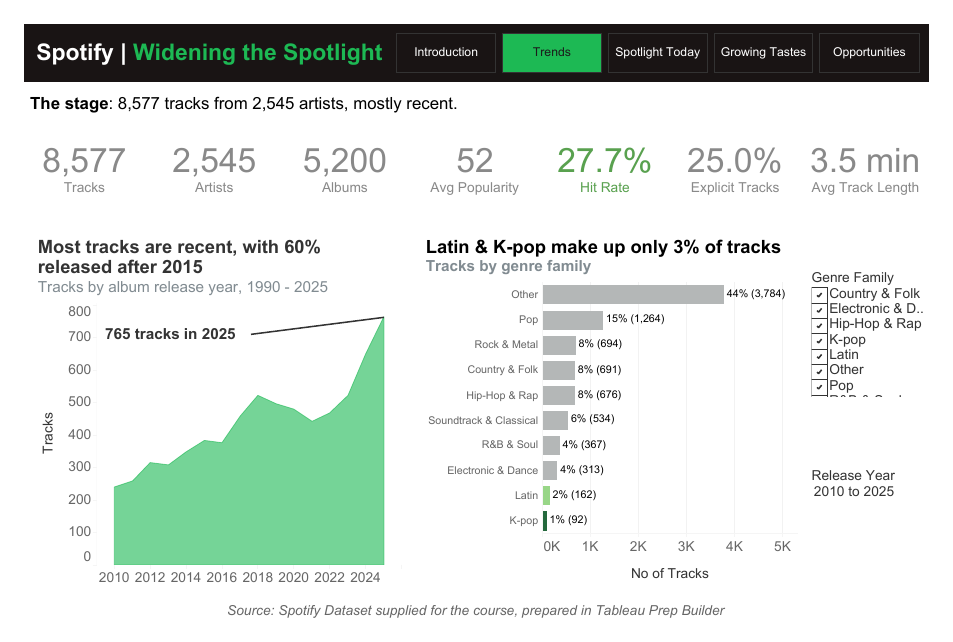 Spotify | Widening the Spotlight
Introduction
Trends
Spotlight Today
Growing Tastes
Opportunities
The stage: 8,577 tracks from 2,545 artists, mostly recent.
8,577
Tracks
2,545
Artists
5,200
Albums
52
Avg Popularity
27.7%
Hit Rate
25.0%
Explicit Tracks
3.5 min
Avg Track Length
Most tracks are recent, with 60%
released after 2015
Tracks by album release year, 1990 - 2025
800
700
600
500
400
300
200
100
0
Tracks
765 tracks in 2025
2010 2012 2014 2016 2018 2020 2022 2024
Latin & K-pop make up only 3% of tracks
Tracks by genre family
Other 44% (3,784)
Pop 15% (1,264)
Rock & Metal 8% (694)
Country & Folk 8% (691)
Hip-Hop & Rap 8% (676)
Soundtrack & Classical 6% (534)
R&B & Soul 4% (367)
Electronic & Dance 4% (313)
Latin 2% (162)
K-pop 1% (92)
0K 1K 2K 3K 4K 5K
No of Tracks
Genre Family
Country & Folk
Electronic & D..
Hip-Hop & Rap
K-pop
Latin
Other
Pop
Release Year
2010 to 2025
Source: Spotify Dataset supplied for the course, prepared in Tableau Prep Builder